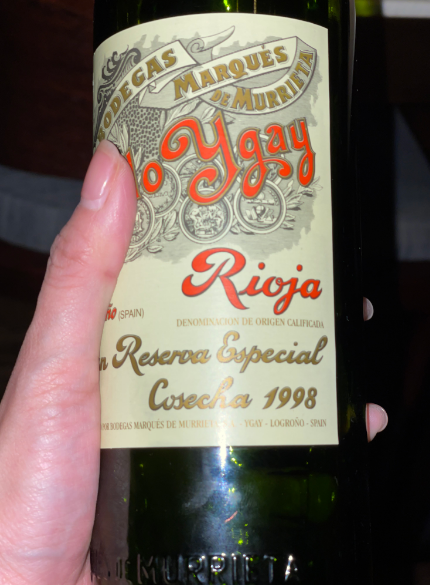 BODEGAS MARQUÉS
DE MURRIETA
Ygay
Rioja
(SPAIN)
DENOMINACION DE ORIGEN CALIFICADA
Reserva Especial
Cosecha 1998
BODEGAS MARQUÉS DE - YGAY - LOGROÑO - SPAIN
DE MURRIETA